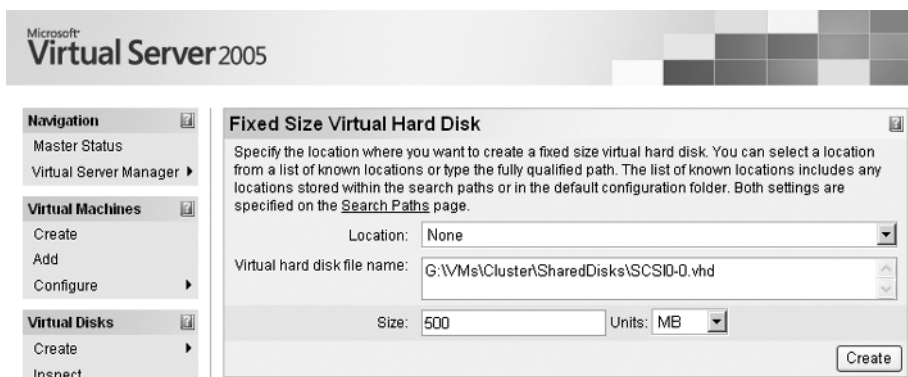 Microsoft
Virtual Server 2005
Navigation
Master Status
Virtual Server Manager
Virtual Machines
Create
Add
Configure
Virtual Disks
Create
Inspect
Fixed Size Virtual Hard Disk
Specify the location where you want to create a fixed size virtual hard disk. You can select a location
from a list of known locations or type the fully qualified path. The list of known locations includes any
locations stored within the search paths or in the default configuration folder. Both settings are
specified on the Search Paths page.
Location: None
Virtual hard disk file name: G:\VMs\Cluster\SharedDisks\SCSI0-0.vhd
Size: 500 Units: MB
Create